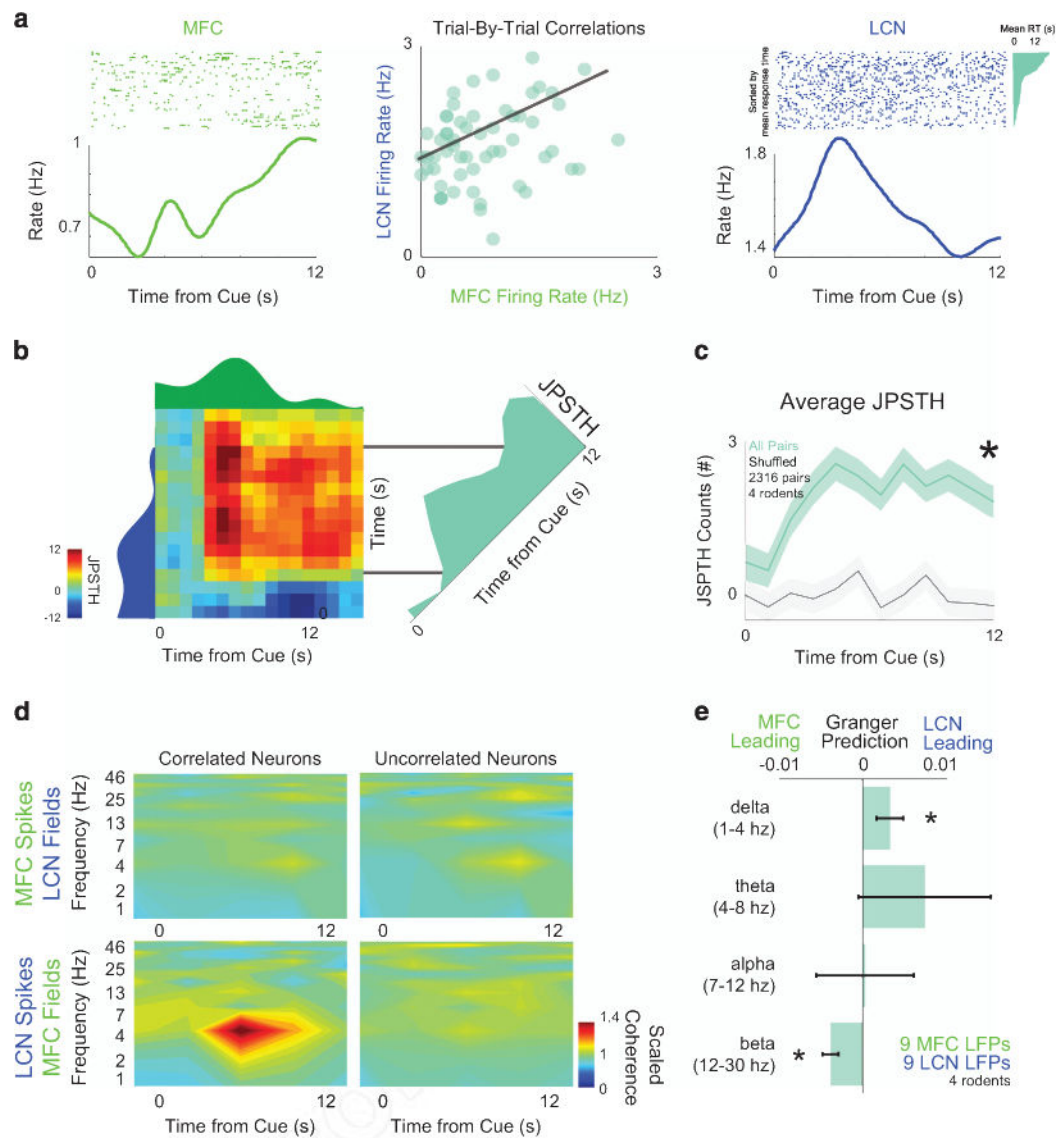 a
MFC
Rate (Hz)
1
0.7
0
12
Time from Cue (s)
Trial-By-Trial Correlations
LCN Firing Rate (Hz)
3
0
0
3
MFC Firing Rate (Hz)
LCN
Mean RT (s)
0 12
Sorted by
mean response time
Rate (Hz)
1.8
1.4
0
12
Time from Cue (s)
b
12
0
-12
JPSTH
0
12
Time from Cue (s)
Time (s)
0
JPSTH
12
Time from Cue (s)
0
c
Average JPSTH
JSPTH Counts (#)
3
0
All Pairs
Shuffled
2316 pairs
4 rodents
*
0
12
Time from Cue (s)
d
Correlated Neurons
Uncorrelated Neurons
MFC Spikes
LCN Fields
Frequency (Hz)
46
25
13
7
4
2
1
0
12
0
12
LCN Spikes
MFC Fields
Frequency (Hz)
46
25
13
7
4
2
1
0
12
Time from Cue (s)
0
12
Time from Cue (s)
1.4
1
0
Scaled
Coherence
e
MFC
Leading
Granger
Prediction
LCN
Leading
-0.01
0
0.01
delta
(1-4 hz)
*
theta
(4-8 hz)
alpha
(7-12 hz)
beta
(12-30 hz)
*
9 MFC LFPs
9 LCN LFPs
4 rodents